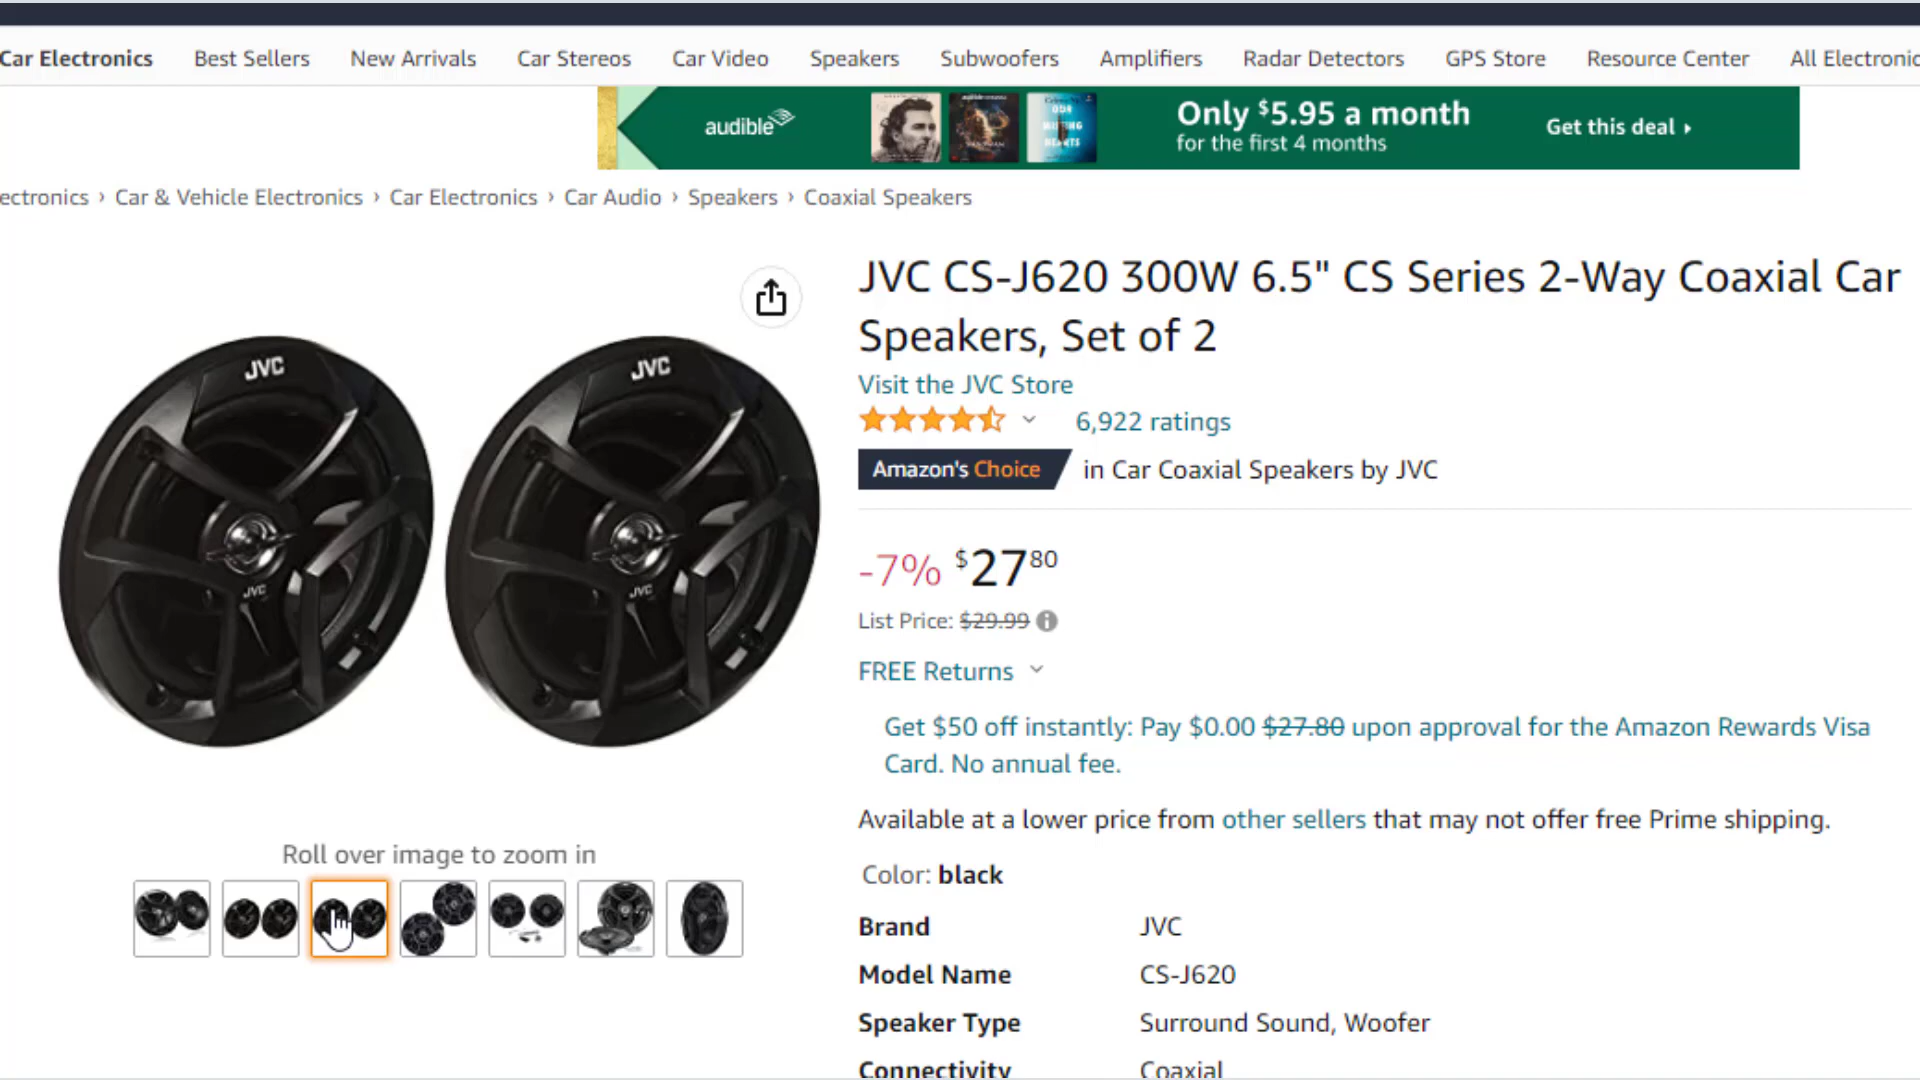 Car Electronics Best Sellers New Arrivals Car Stereos Car Video Speakers Subwoofers Amplifiers Radar Detectors GPS Store Resource Center All Electronic
audible Only $5.95 a month Get this deal
for the first 4 months
ectronics › Car & Vehicle Electronics › Car Electronics › Car Audio › Speakers › Coaxial Speakers
JVC CS-J620 300W 6.5" CS Series 2-Way Coaxial Car
Speakers, Set of 2
Visit the JVC Store
6,922 ratings
Amazon's Choice in Car Coaxial Speakers by JVC
-7% $27 80
List Price: $29.99
FREE Returns
Get $50 off instantly: Pay $0.00 $27.80 upon approval for the Amazon Rewards Visa
Card. No annual fee.
Available at a lower price from other sellers that may not offer free Prime shipping.
Color: black
Brand JVC
Model Name CS-J620
Speaker Type Surround Sound, Woofer
Connectivity Coaxial
JVC JVC
JVC JVC
Roll over image to zoom in